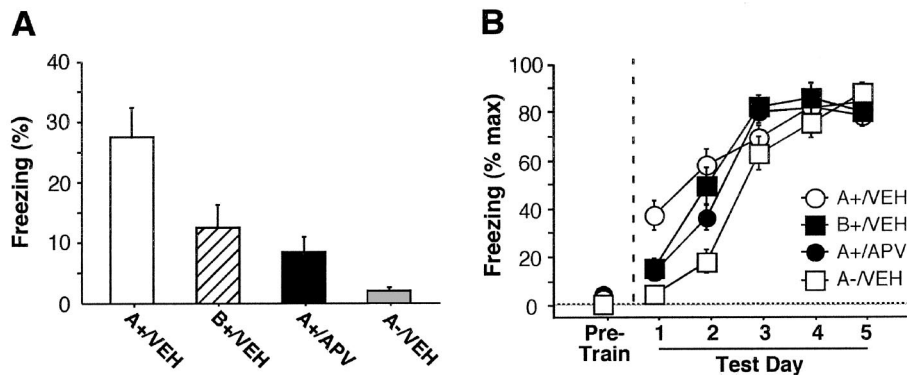 A
Freezing (%)
40
30
20
10
0
A+/VEH
B+/VEH
A+/APV
A-/VEH
B
Freezing (% max)
100
80
60
40
20
0
A+/VEH
B+/VEH
A+/APV
A-/VEH
Pre-
Train
1 2 3 4 5
Test Day